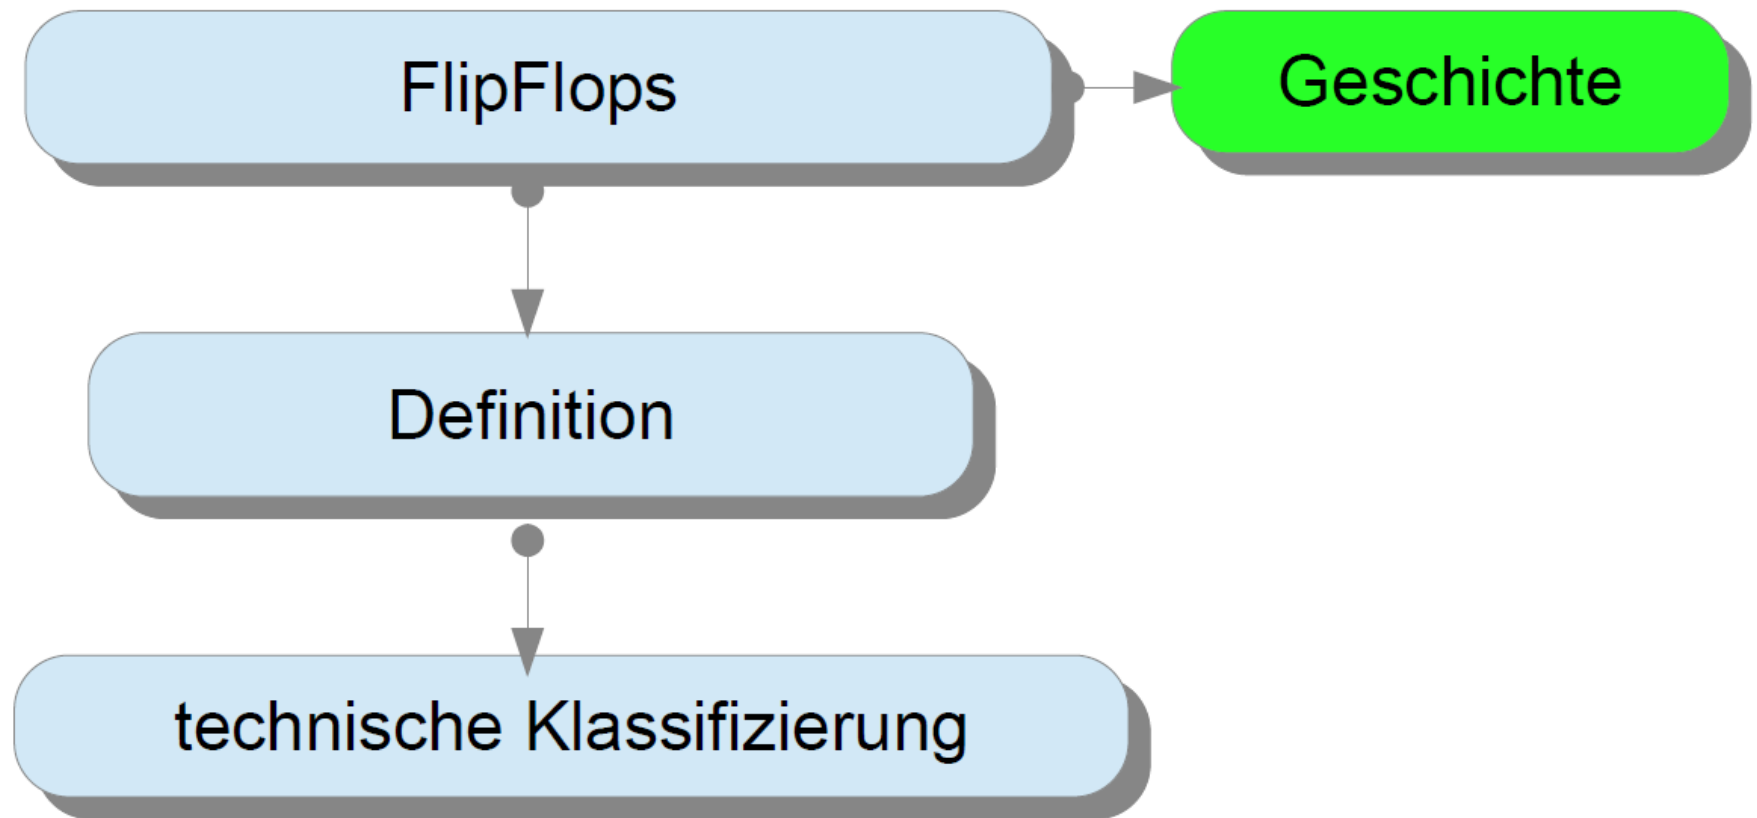 FlipFlops
Geschichte
Definition
technische Klassifizierung